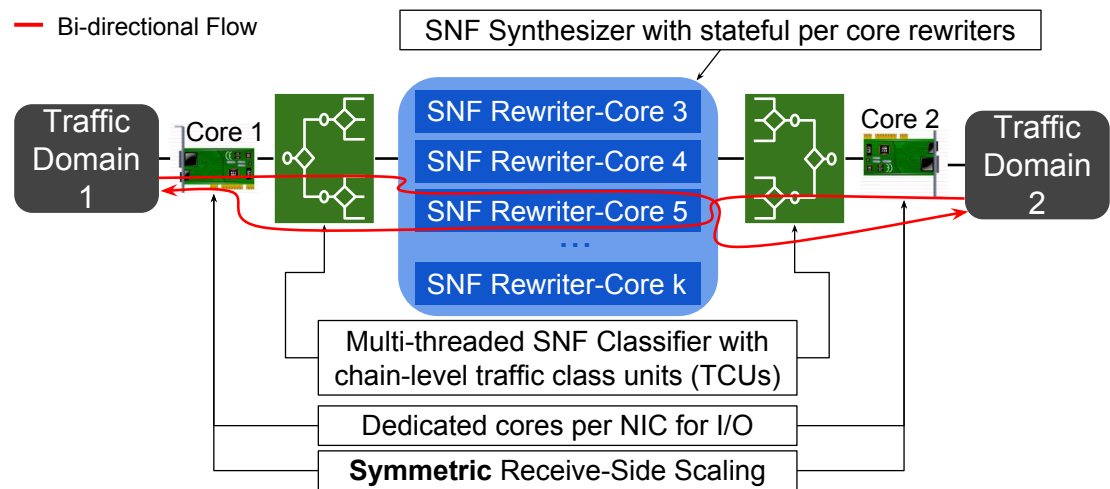 Bi-directional Flow
SNF Synthesizer with stateful per core rewriters
Traffic
Domain
1
Core 1
SNF Rewriter-Core 3
SNF Rewriter-Core 4
SNF Rewriter-Core 5
...
SNF Rewriter-Core k
Core 2
Traffic
Domain
2
Multi-threaded SNF Classifier with
chain-level traffic class units (TCUs)
Dedicated cores per NIC for I/O
Symmetric Receive-Side Scaling